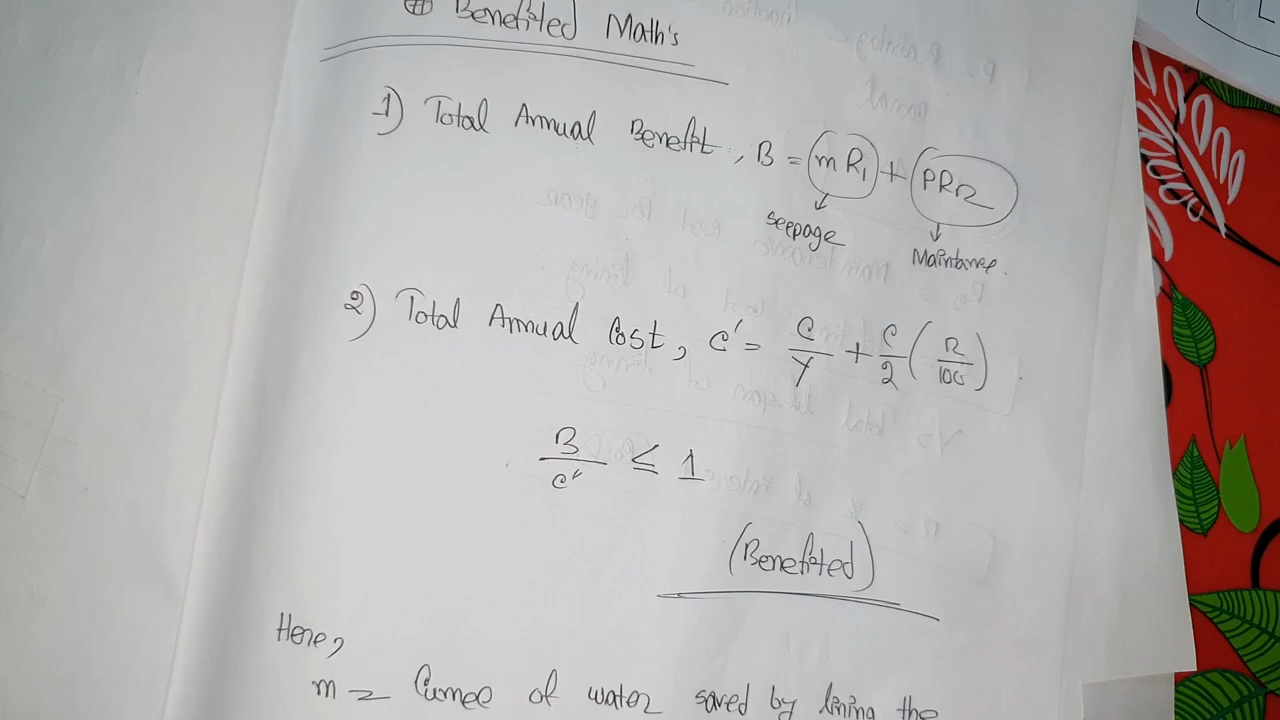 Benefited Math's
1) Total Annual Benefit, B = mR₁ + PR2
seepage
Maintance.
2) Total Annual Cost, C' = C/Y + C/2 (R/100).
B/C' ≤ 1
(Benefited)
Here,
m = Cumec of water saved by lining the